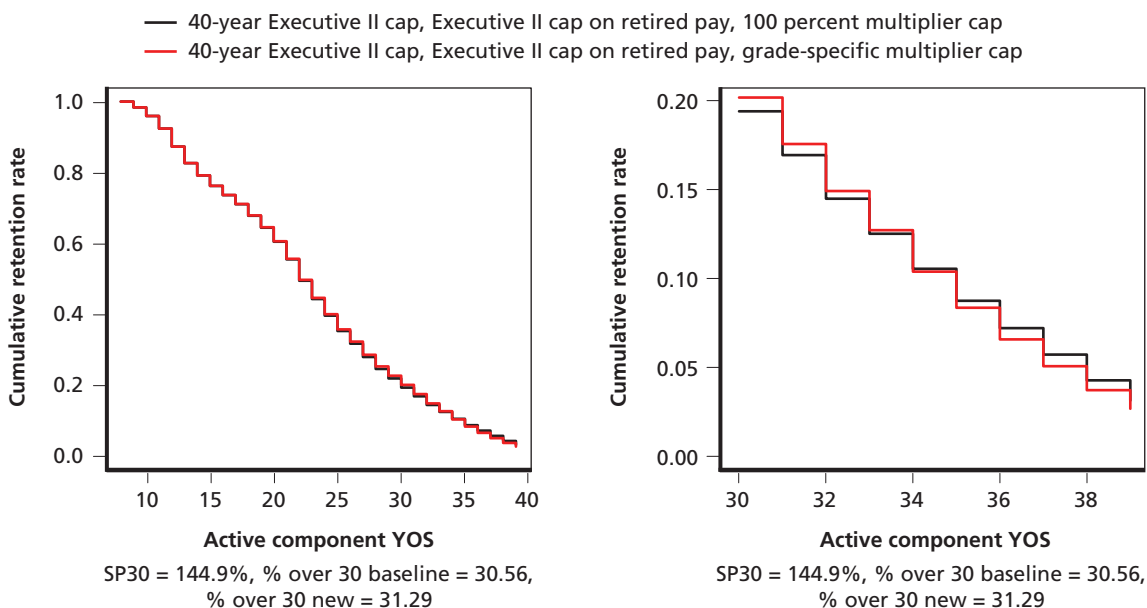 40-year Executive II cap, Executive II cap on retired pay, 100 percent multiplier cap
40-year Executive II cap, Executive II cap on retired pay, grade-specific multiplier cap
Cumulative retention rate
1.0
0.8
0.6
0.4
0.2
0.0
10 15 20 25 30 35 40
Active component YOS
SP30 = 144.9%, % over 30 baseline = 30.56,
% over 30 new = 31.29
Cumulative retention rate
0.20
0.15
0.10
0.05
0.00
30 32 34 36 38
Active component YOS
SP30 = 144.9%, % over 30 baseline = 30.56,
% over 30 new = 31.29